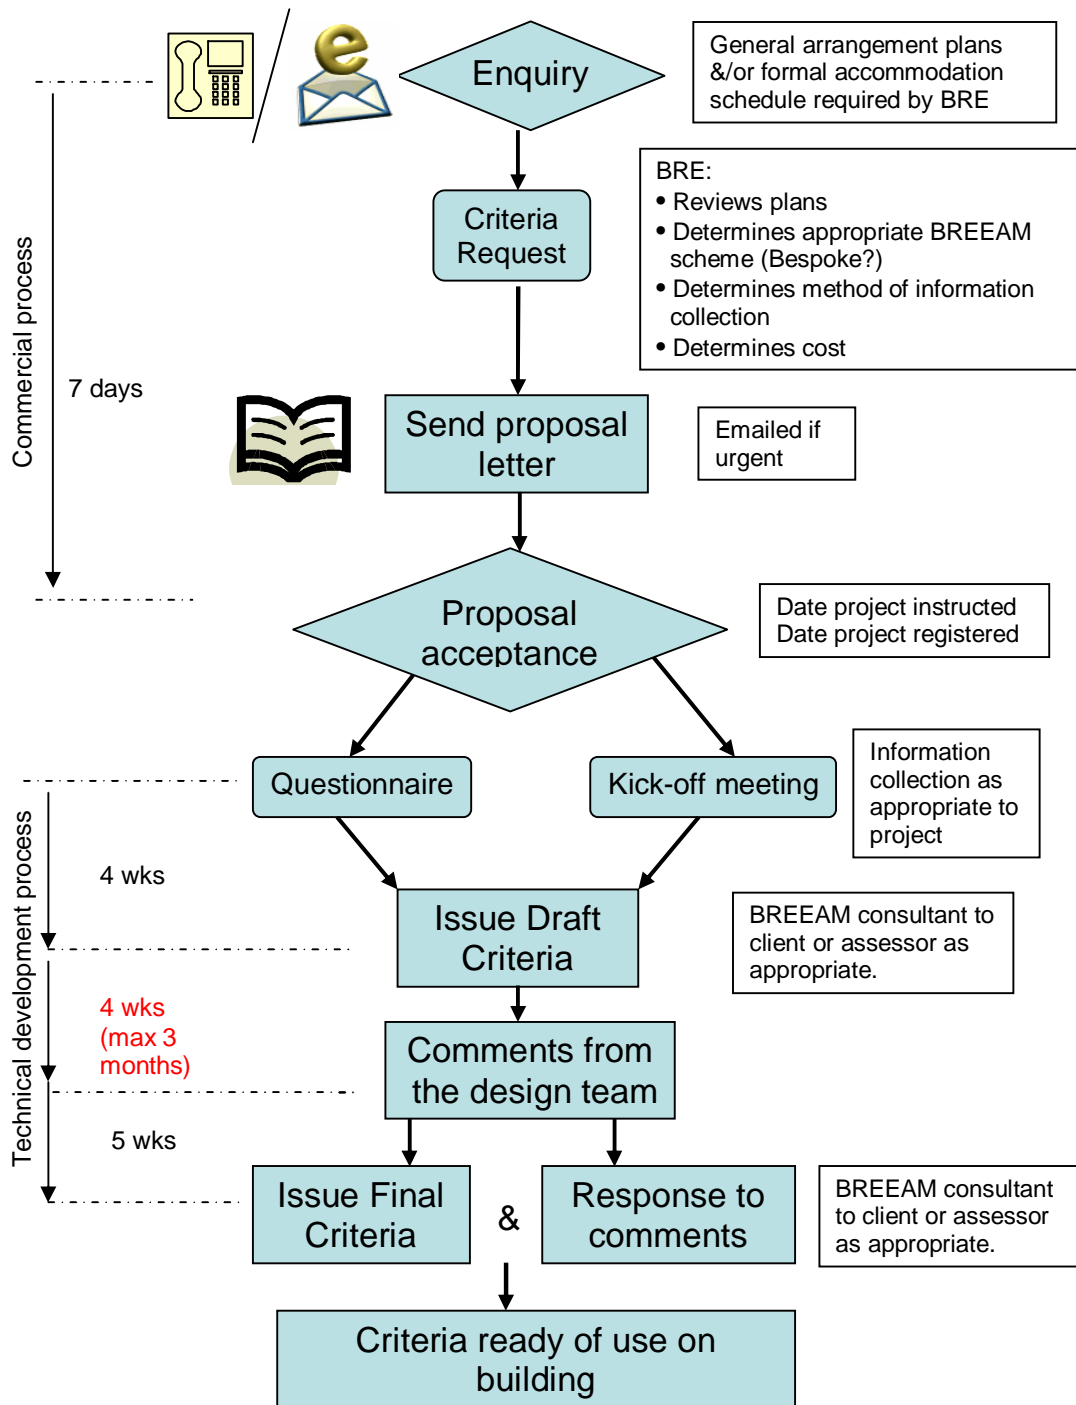 Enquiry
General arrangement plans
&/or formal accommodation
schedule required by BRE
Criteria
Request
BRE:
• Reviews plans
• Determines appropriate BREEAM
scheme (Bespoke?)
• Determines method of information
collection
• Determines cost
Commercial process
7 days
Send proposal
letter
Emailed if
urgent
Proposal
acceptance
Date project instructed
Date project registered
Questionnaire
Kick-off meeting
Information
collection as
appropriate to
project
Technical development process
4 wks
Issue Draft
Criteria
BREEAM consultant to
client or assessor as
appropriate.
4 wks
(max 3
months)
Comments from
the design team
5 wks
Issue Final
Criteria
&
Response to
comments
BREEAM consultant
to client or assessor
as appropriate.
Criteria ready of use on
building